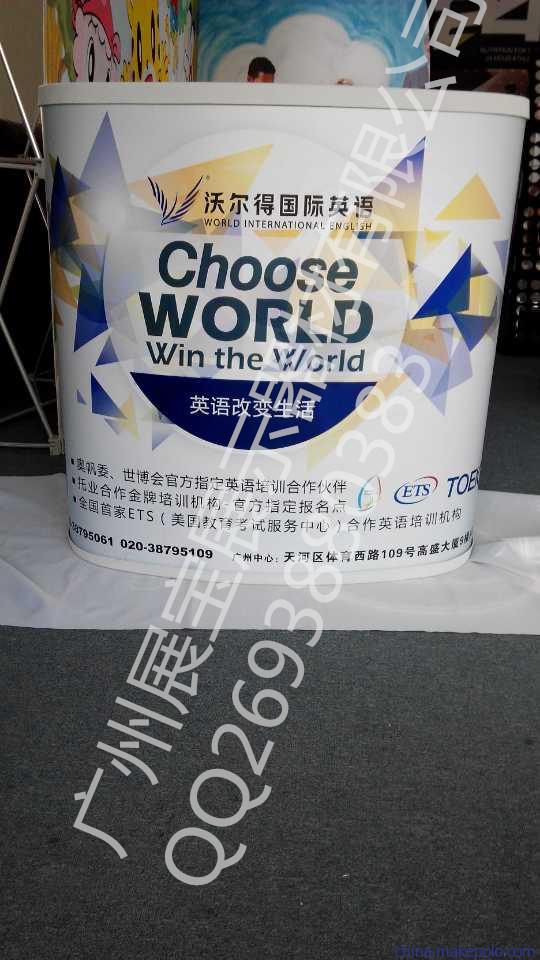 沃尔得国际英语
WORLD INTERNATIONAL ENGLISH
Choose
WORLD
Win the World
英语改变生活
奥帆委、世博会官方指定英语培训合作伙伴
托业合作金牌培训机构-官方指定报名点
全国首家ETS（美国教育考试服务中心）合作英语培训机构
ETS
38795061 020-38795109
广州中心：天河区体育西路109号高盛大厦9楼
广州展宝展示器材有限公司
china.makepolo.com